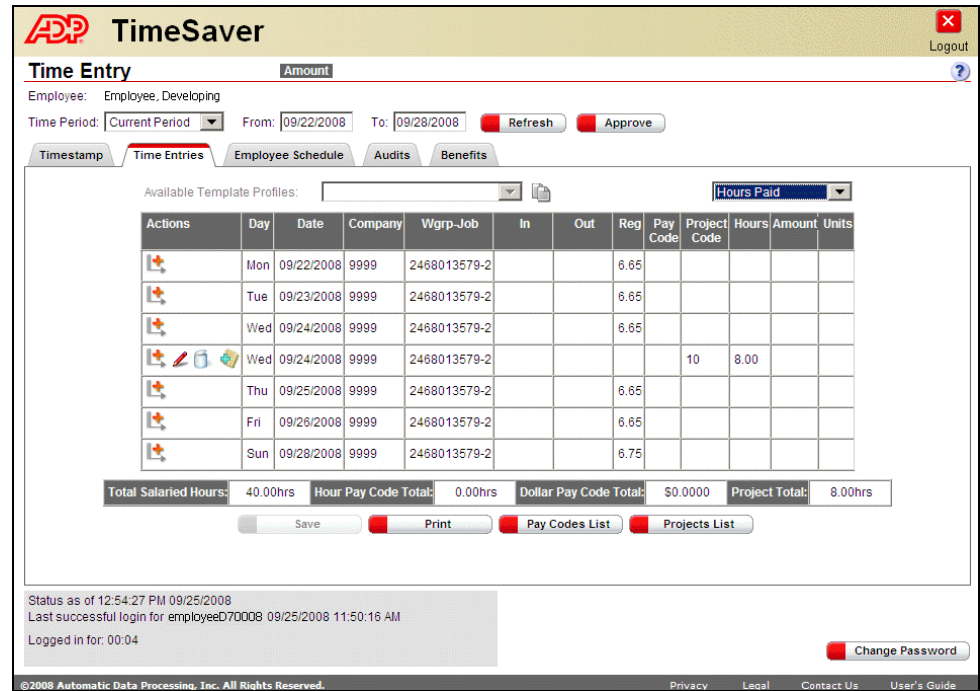 ADP TimeSaver
Logout
Time Entry Amount ?
Employee: Employee, Developing
Time Period: Current Period From: 09/22/2008 To: 09/28/2008 Refresh Approve
Timestamp Time Entries Employee Schedule Audits Benefits
Available Template Profiles: Hours Paid
Actions Day Date Company Wgrp-Job In Out Reg Pay Code Project Code Hours Amount Units
Mon 09/22/2008 9999 2468013579-2 6.65
Tue 09/23/2008 9999 2468013579-2 6.65
Wed 09/24/2008 9999 2468013579-2 6.65
Wed 09/24/2008 9999 2468013579-2 10 8.00
Thu 09/25/2008 9999 2468013579-2 6.65
Fri 09/26/2008 9999 2468013579-2 6.65
Sun 09/28/2008 9999 2468013579-2 6.75
Total Salaried Hours: 40.00hrs Hour Pay Code Total: 0.00hrs Dollar Pay Code Total: $0.0000 Project Total: 8.00hrs
Save Print Pay Codes List Projects List
Status as of 12:54:27 PM 09/25/2008
Last successful login for employeeD70008 09/25/2008 11:50:16 AM
Logged in for: 00:04
Change Password
©2008 Automatic Data Processing, Inc. All Rights Reserved. Privacy Legal Contact Us User's Guide